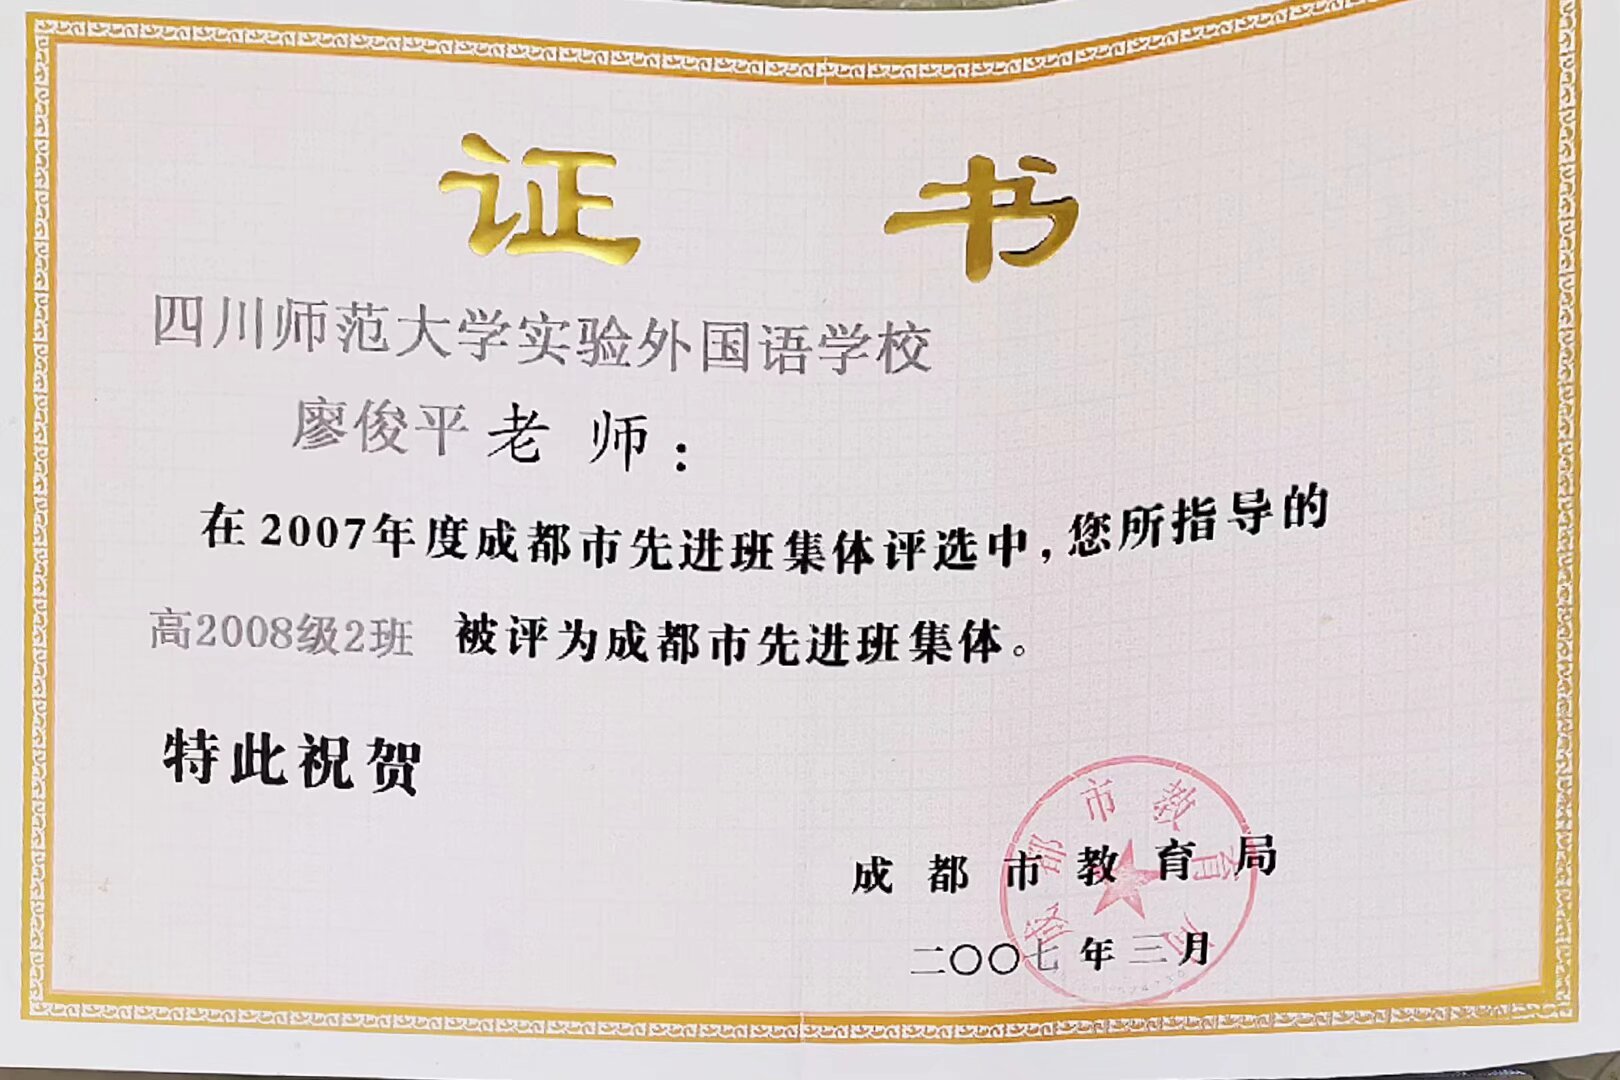 证书
四川师范大学实验外国语学校
廖俊平老师：
在2007年度成都市先进班集体评选中，您所指导的
高2008级2班 被评为成都市先进班集体。
特此祝贺
成都市教育局
二〇〇七年三月
成都市教育局